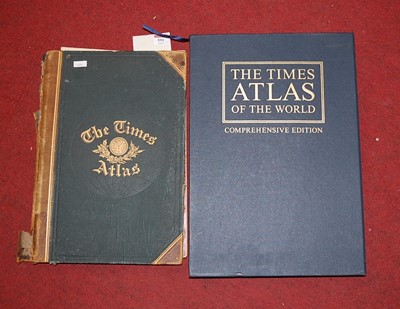 The Times
Atlas
THE TIMES
ATLAS
OF THE WORLD
COMPREHENSIVE EDITION